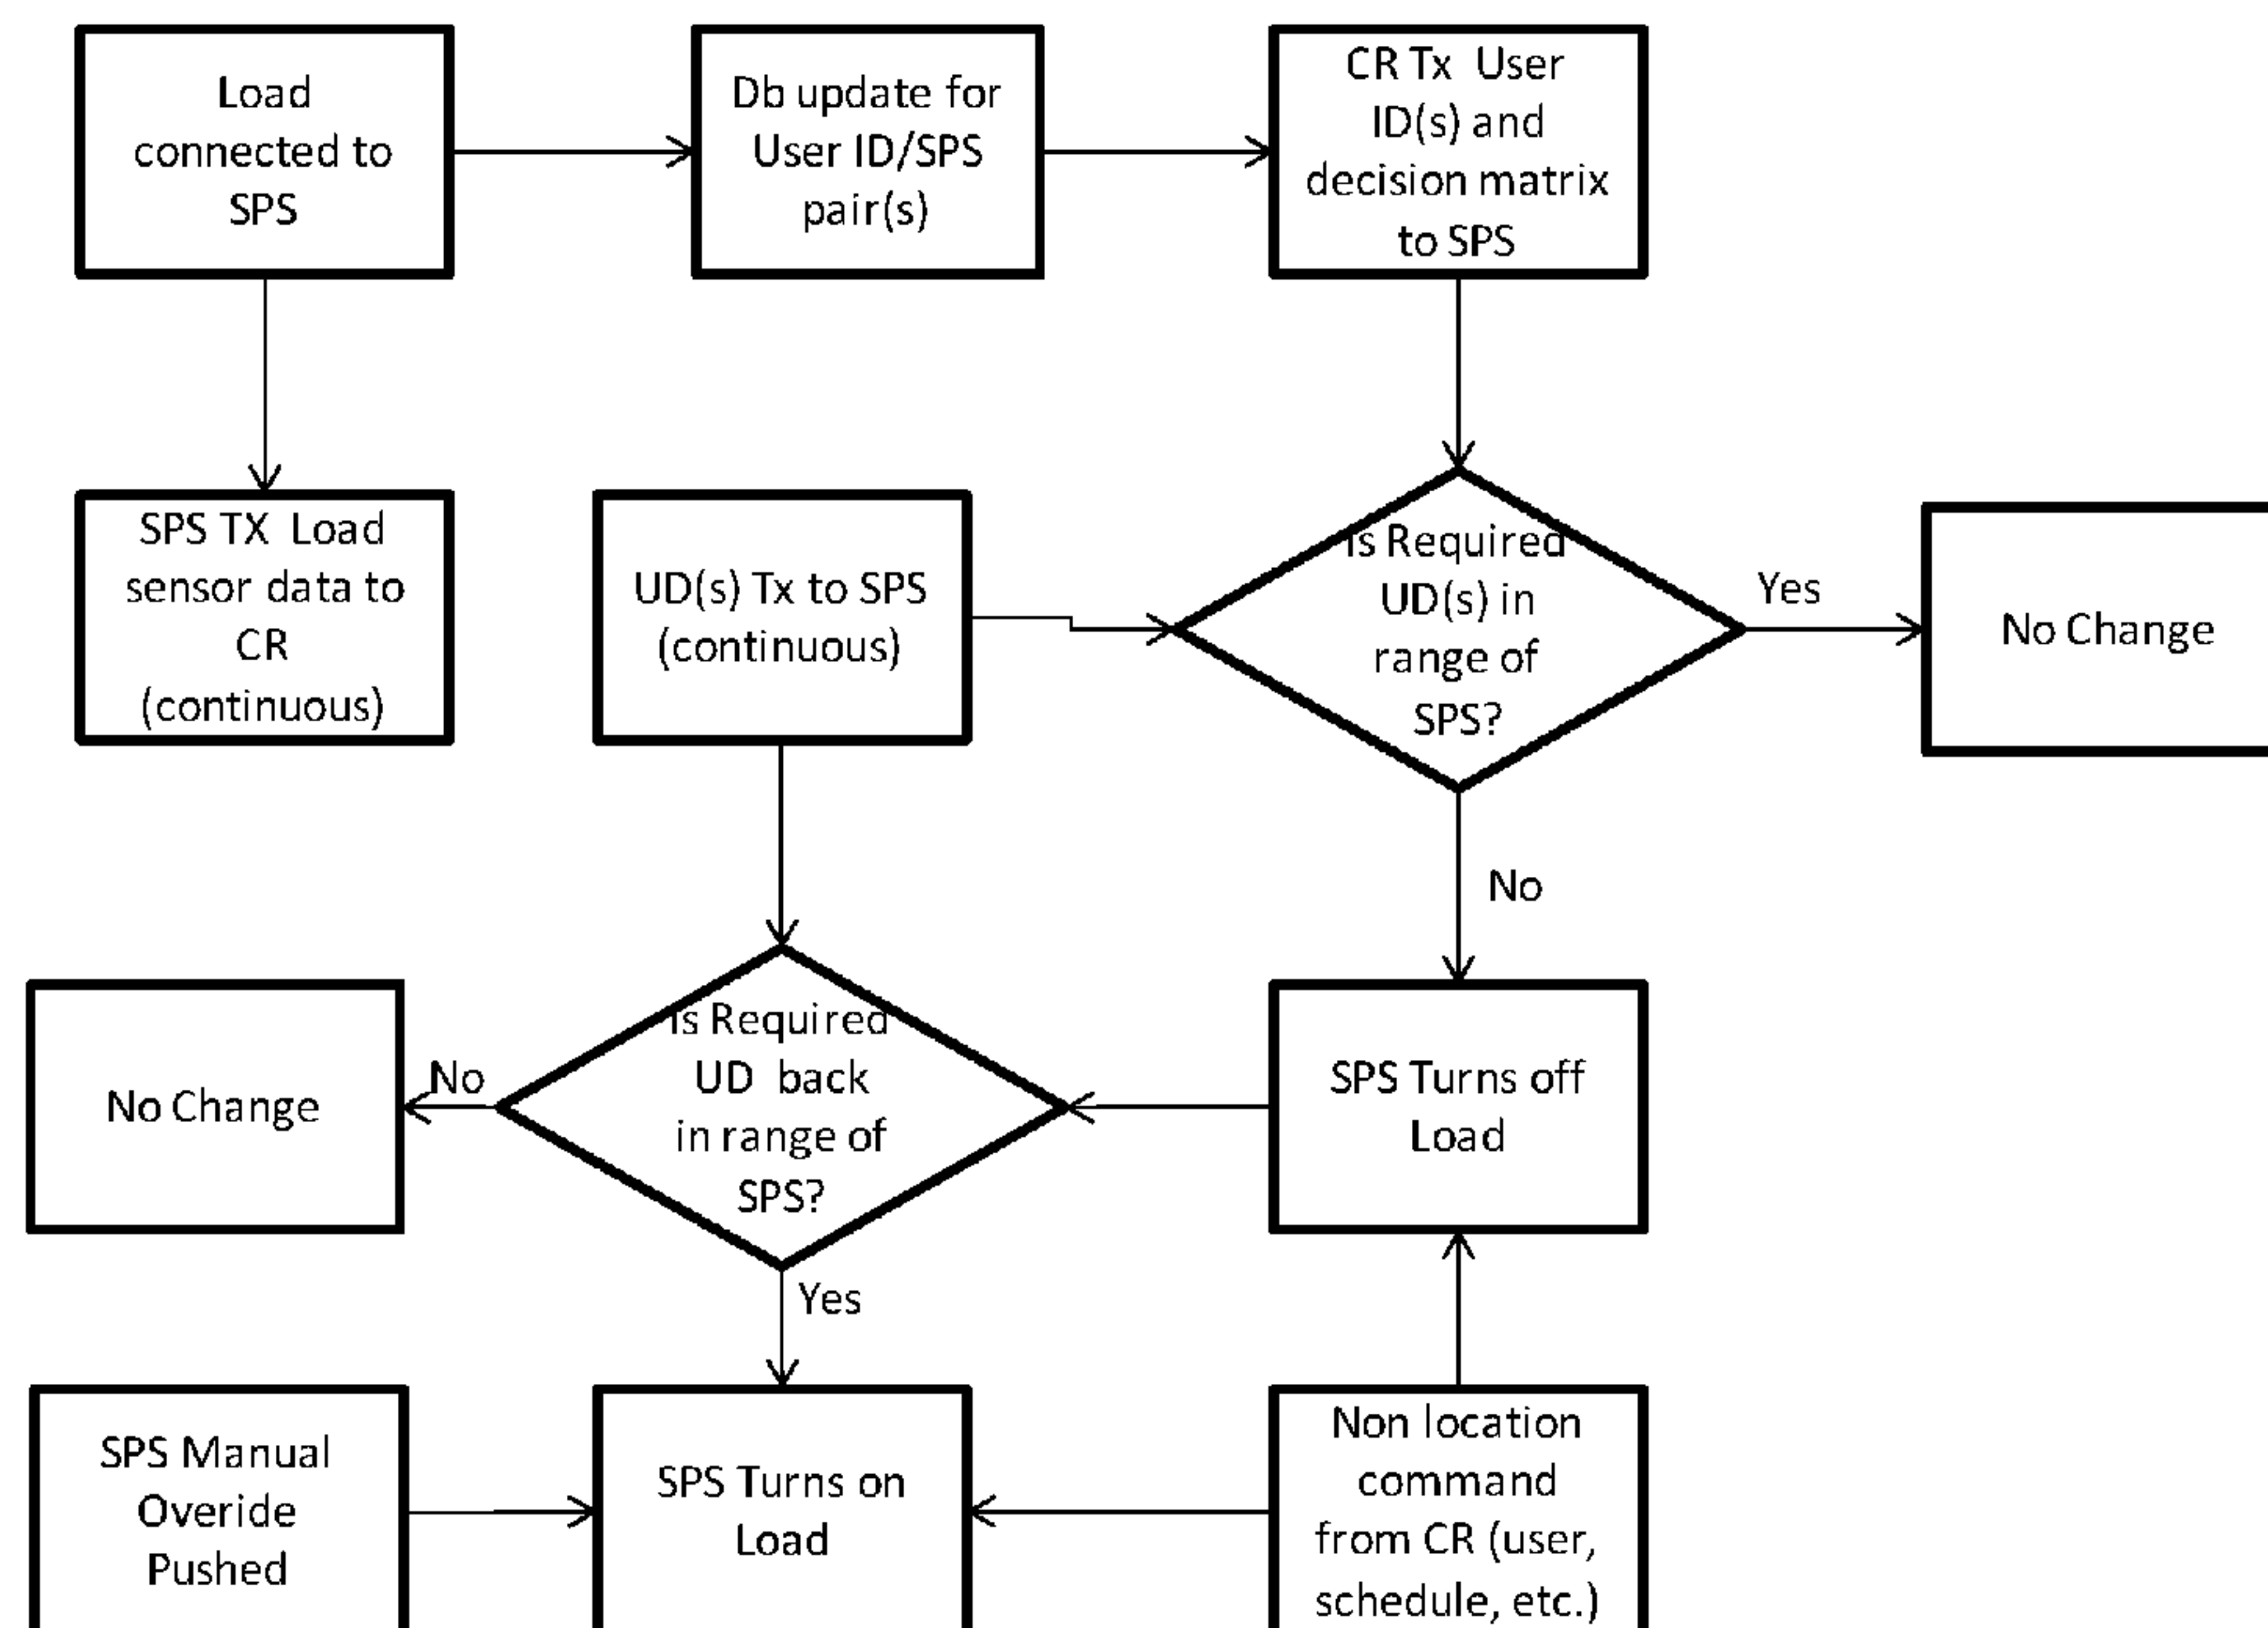 Load
connected to
SPS
Db update for
User ID/SPS
pair(s)
CR Tx User
ID(s) and
decision matrix
to SPS
SPS TX Load
sensor data to
CR
(continuous)
UD(s) Tx to SPS
(continuous)
Is Required
UD(s) in
range of
SPS?
Yes
No Change
No
No Change
No
Is Required
UD back
in range of
SPS?
SPS Turns off
Load
Yes
SPS Manual
Overide
Pushed
SPS Turns on
Load
Non location
command
from CR (user,
schedule, etc.)